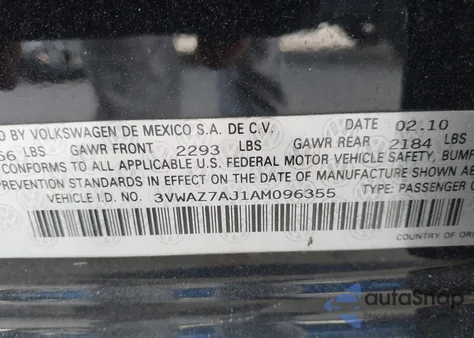 D BY VOLKSWAGEN DE MEXICO S.A. DE C.V. DATE 02.10
56 LBS GAWR FRONT 2293 LBS GAWR REAR 2184 LBS
CONFORMS TO ALL APPLICABLE U.S. FEDERAL MOTOR VEHICLE SAFETY, BUMP
PREVENTION STANDARDS IN EFFECT ON THE DATE OF MANUFACTURE SHOWN AB
VEHICLE I.D. NO. 3VWAZ7AJ1AM096355 TYPE: PASSENGER
COUNTRY OF ORI
autoSnap